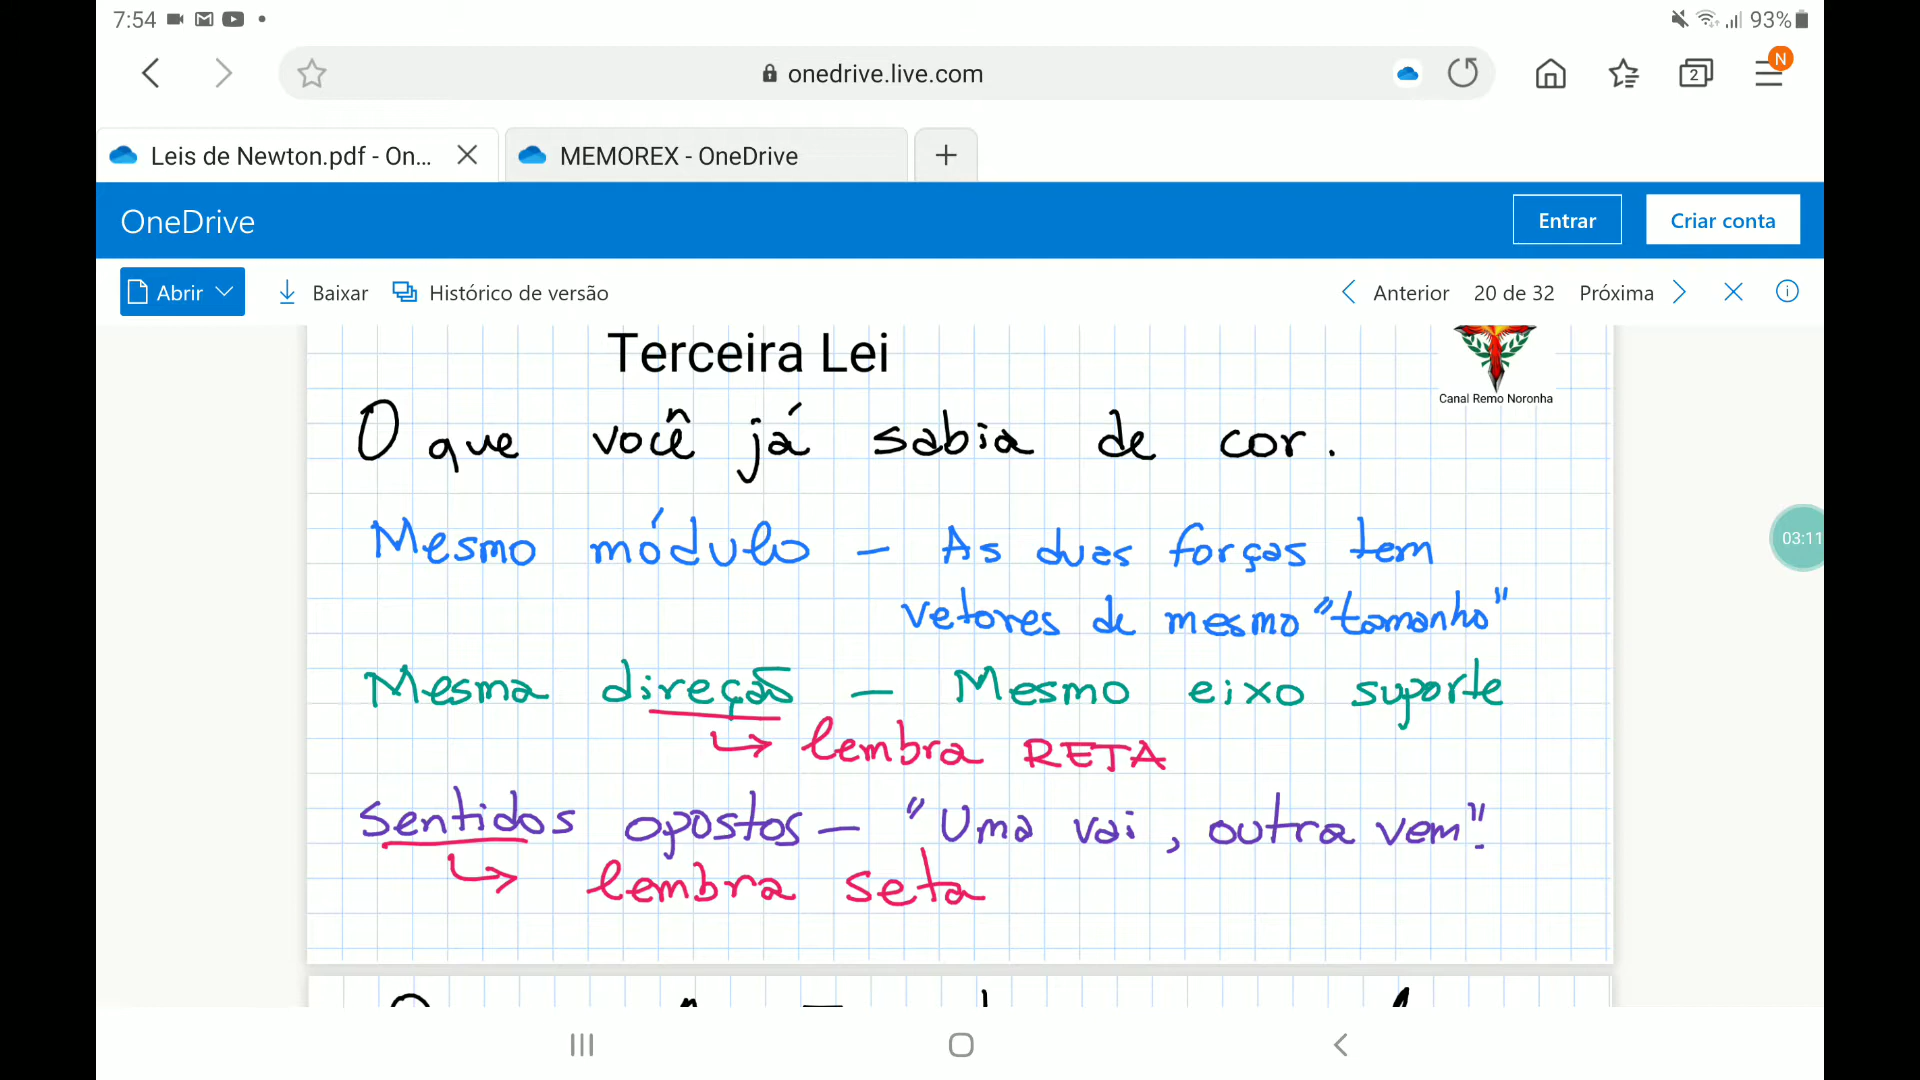 7:54
93%
onedrive.live.com
2
N
Leis de Newton.pdf - On...
MEMOREX - OneDrive
OneDrive
Entrar
Criar conta
Abrir
Baixar
Histórico de versão
Anterior
20 de 32
Próxima
Terceira Lei
Canal Remo Noronha
O que você já sabia de cor.
Mesmo módulo - As duas forças tem
vetores de mesmo "tamanho"
03:11
Mesma direção - Mesmo eixo suporte
lembra RETA
Sentidos opostos - "Uma vai, outra vem"
lembra seta